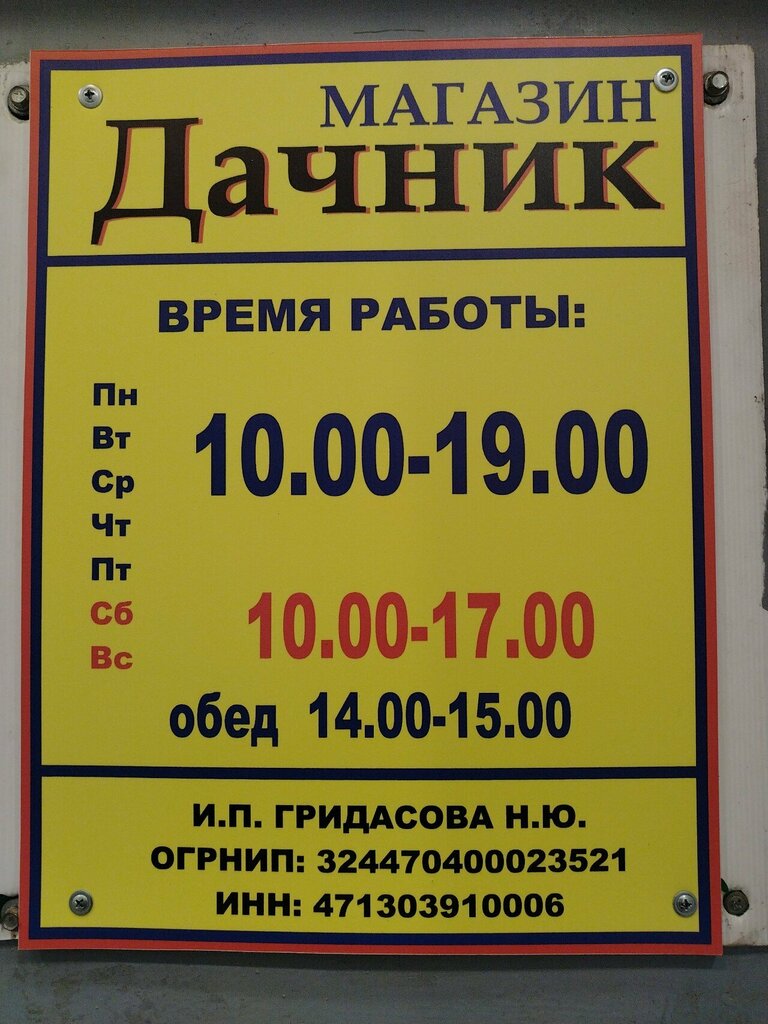 МАГАЗИН
Дачник
ВРЕМЯ РАБОТЫ:
Пн
Вт
Ср
Чт
Пт
10.00-19.00
Сб
Вс
10.00-17.00
обед 14.00-15.00
И.П. ГРИДАСОВА Н.Ю.
ОГРНИП: 324470400023521
ИНН: 471303910006